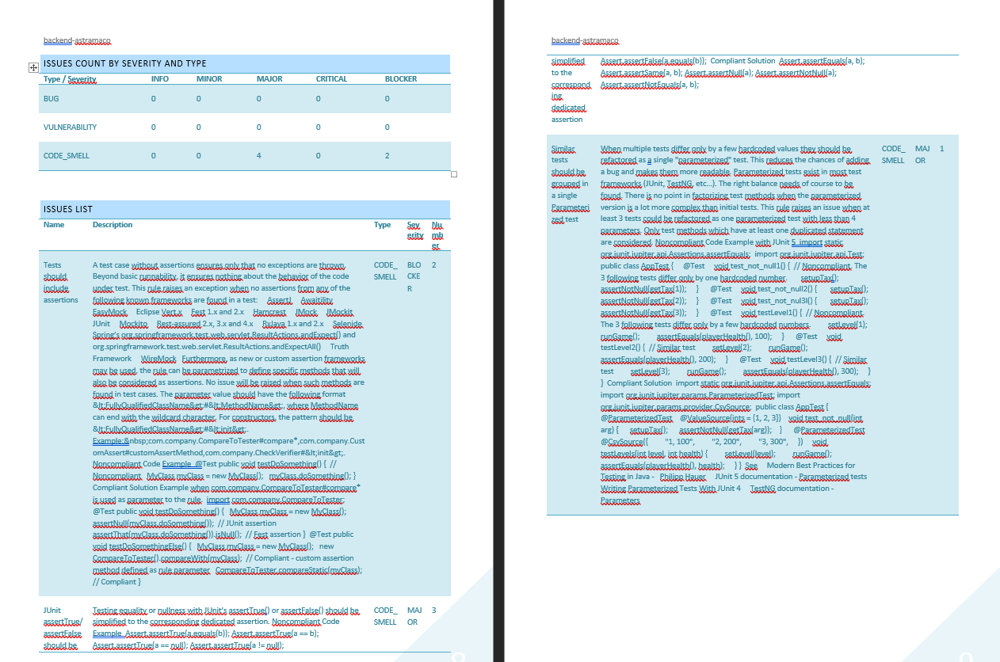 backend-astramaco
ISSUES COUNT BY SEVERITY AND TYPE
Type / Severity INFO MINOR MAJOR CRITICAL BLOCKER
BUG 0 0 0 0 0
VULNERABILITY 0 0 0 0 0
CODE_SMELL 0 0 4 0 2
ISSUES LIST
Name Description Type Sev Nu
erity mb
er
Tests A test case without assertions ensures only that no exceptions are thrown. CODE_ BLO 2
should Beyond basic runnability, it ensures nothing about the behavior of the code SMELL CKE
include under test. This rule raises an exception when no assertions from any of the R
assertions following known frameworks are found in a test: AssertJ Awaitility
EasyMock Eclipse Vert.x Fest 1.x and 2.x Hamcrest JMock JMockit
JUnit Mockito Rest-assured 2.x, 3.x and 4.x RxJava 1.x and 2.x Selenide
Spring's org.springframework.test.web.servlet.ResultActions.andExpect() and
org.springframework.test.web.servlet.ResultActions.andExpectAll() Truth
Framework WireMock Furthermore, as new or custom assertion frameworks
may be used, the rule can be parametrized to define specific methods that will
also be considered as assertions. No issue will be raised when such methods are
found in test cases. The parameter value should have the following format
&lt;FullyQualifiedClassName&gt;#&lt;MethodName&gt;, where MethodName
can end with the wildcard character. For constructors, the pattern should be
&lt;FullyQualifiedClassName&gt;#&lt;init&gt;.
Example:&nbsp;com.company.CompareToTester#compare*,com.company.Cust
omAssert#customAssertMethod,com.company.CheckVerifier#&lt;init&gt;.
Noncompliant Code Example @Test public void testDoSomething() { //
Noncompliant MyClass myClass = new MyClass(); myClass.doSomething(); }
Compliant Solution Example when com.company.CompareToTester#compare*
is used as parameter to the rule. import com.company.CompareToTester;
@Test public void testDoSomething() { MyClass myClass = new MyClass();
assertNull(myClass.doSomething()); // JUnit assertion
assertThat(myClass.doSomething()).isNull(); // Fest assertion } @Test public
void testDoSomethingElse() { MyClass myClass = new MyClass(); new
CompareToTester().compareWith(myClass); // Compliant - custom assertion
method defined as rule parameter CompareToTester.compareStatic(myClass);
// Compliant }
JUnit Testing equality or nullness with JUnit's assertTrue() or assertFalse() should be CODE_ MAJ 3
assertTrue/ simplified to the corresponding dedicated assertion. Noncompliant Code SMELL OR
assertFalse Example Assert.assertTrue(a.equals(b)); Assert.assertTrue(a == b);
should be Assert.assertTrue(a == null); Assert.assertTrue(a != null);
8
backend-astramaco
simplified Assert.assertFalse(a.equals(b)); Compliant Solution Assert.assertEquals(a, b);
to the Assert.assertSame(a, b); Assert.assertNull(a); Assert.assertNotNull(a);
correspond Assert.assertNotEquals(a, b);
ing
dedicated
assertion
Similar When multiple tests differ only by a few hardcoded values they should be CODE_ MAJ 1
tests refactored as a single "parameterized" test. This reduces the chances of adding SMELL OR
should be a bug and makes them more readable. Parameterized tests exist in most test
grouped in frameworks (JUnit, TestNG, etc...). The right balance needs of course to be
a single found. There is no point in factorizing test methods when the parameterized
Parameteri version is a lot more complex than initial tests. This rule raises an issue when at
zed test least 3 tests could be refactored as one parameterized test with less than 4
parameters. Only test methods which have at least one duplicated statement
are considered. Noncompliant Code Example with JUnit 5 import static
org.junit.jupiter.api.Assertions.assertEquals; import org.junit.jupiter.api.Test;
public class AppTest { @Test void test_not_null1() { // Noncompliant. The
3 following tests differ only by one hardcoded number. setupTax();
assertNotNull(getTax(1)); } @Test void test_not_null2() { setupTax();
assertNotNull(getTax(2)); } @Test void test_not_nul3l() { setupTax();
assertNotNull(getTax(3)); } @Test void testLevel1() { // Noncompliant.
The 3 following tests differ only by a few hardcoded numbers. setLevel(1);
runGame(); assertEquals(playerHealth(), 100); } @Test void
testLevel2() { // Similar test setLevel(2); runGame();
assertEquals(playerHealth(), 200); } @Test void testLevel3() { // Similar
test setLevel(3); runGame(); assertEquals(playerHealth(), 300); }
} Compliant Solution import static org.junit.jupiter.api.Assertions.assertEquals;
import org.junit.jupiter.params.ParameterizedTest; import
org.junit.jupiter.params.provider.CsvSource; public class AppTest {
@ParameterizedTest @ValueSource(ints = {1, 2, 3}) void test_not_null(int
arg) { setupTax(); assertNotNull(getTax(arg)); } @ParameterizedTest
@CsvSource({ "1, 100", "2, 200", "3, 300", }) void
testLevels(int level, int health) { setLevel(level); runGame();
assertEquals(playerHealth(), health); } } See Modern Best Practices for
Testing in Java - Philipp Hauer JUnit 5 documentation - Parameterized tests
Writing Parameterized Tests With JUnit 4 TestNG documentation -
Parameters
9